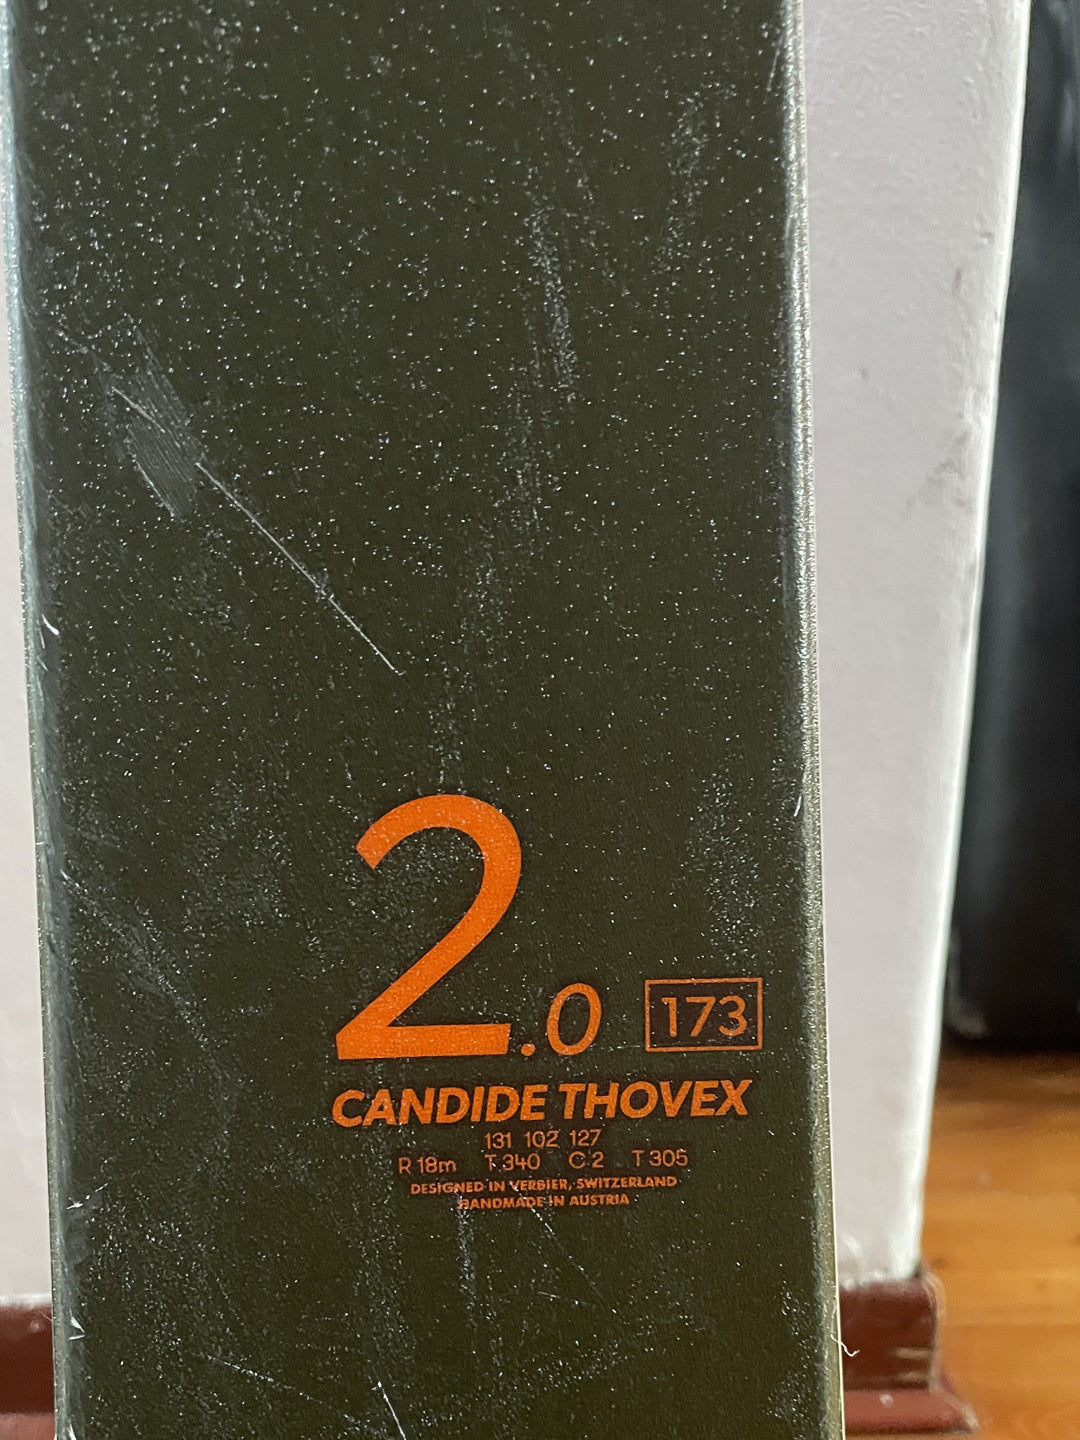 2.0 173
CANDIDE THOVEX
131 102 127
R 18m T 340 C 2 T 305
DESIGNED IN VERBIER, SWITZERLAND
HANDMADE IN AUSTRIA